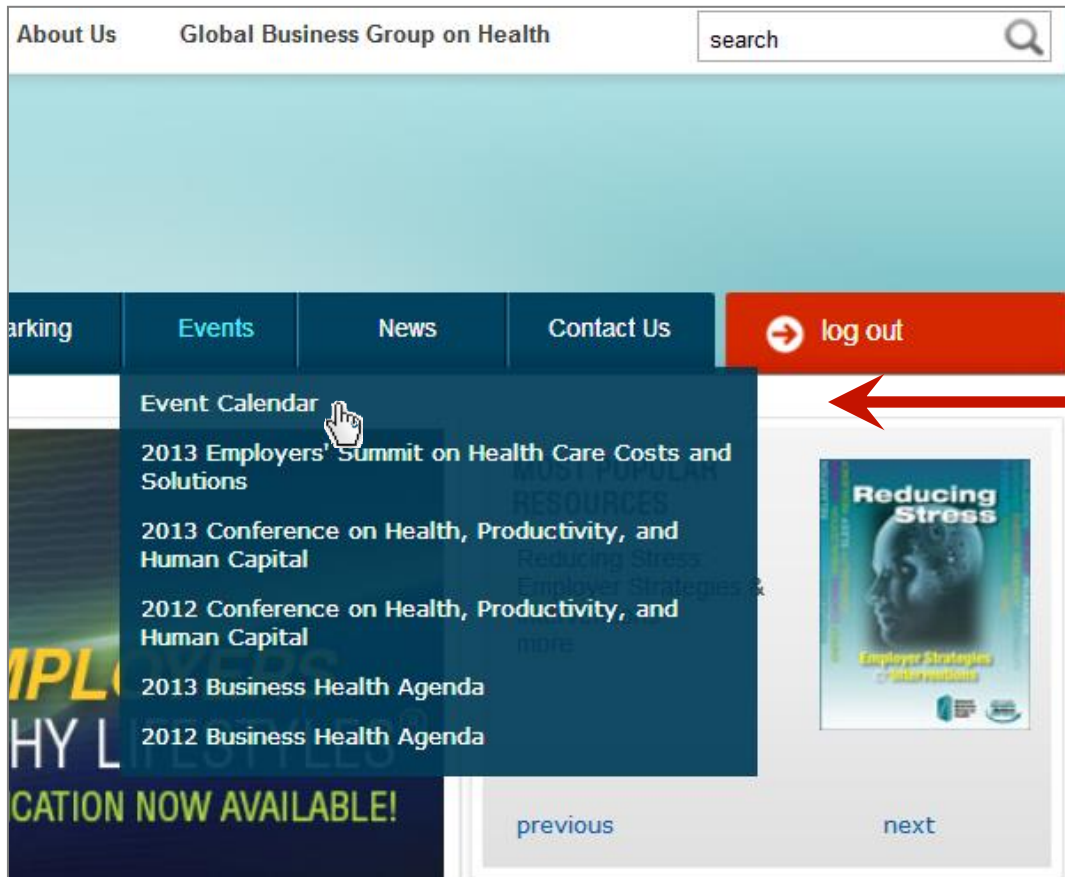 About Us Global Business Group on Health search
arking Events News Contact Us log out
Event Calendar
2013 Employers' Summit on Health Care Costs and
Solutions
2013 Conference on Health, Productivity, and
Human Capital
2012 Conference on Health, Productivity, and
Human Capital
2013 Business Health Agenda
2012 Business Health Agenda
MOST POPULAR
RESOURCES
Reducing Stress
Employer Strategies &
more
Reducing
Stress
Employer Strategies
& Interventions
MPLOYERS
HY LIFESTYLES®
CATION NOW AVAILABLE!
previous next